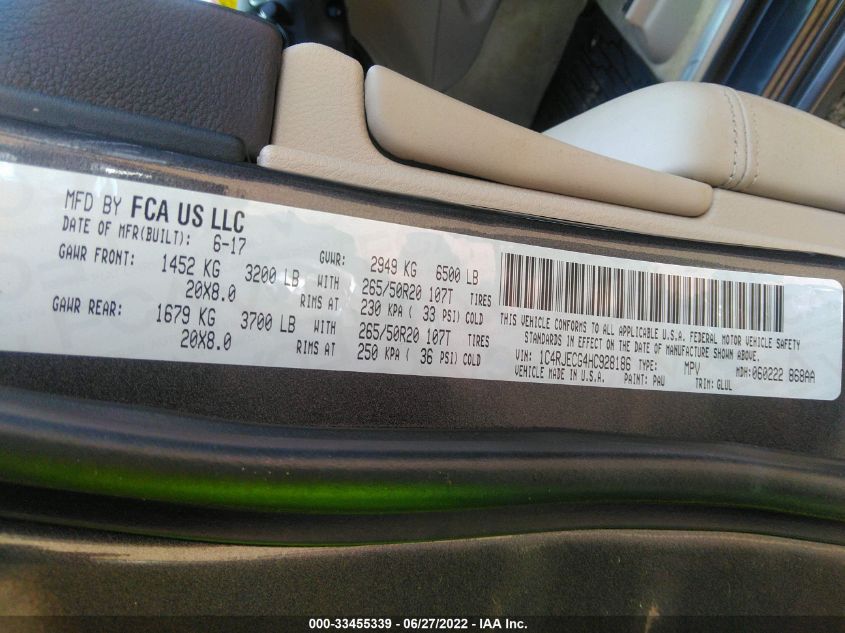 MFD BY FCA US LLC
DATE OF MFR(BUILT): 6-17
GAWR FRONT: 1452 KG 3200 LB WITH
20X8.0 RIMS AT
GAWR REAR: 1679 KG 3700 LB WITH
20X8.0 RIMS AT
GVWR: 2949 KG 6500 LB
265/50R20 107T TIRES
230 KPA ( 33 PSI) COLD
265/50R20 107T TIRES
250 KPA ( 36 PSI) COLD
THIS VEHICLE CONFORMS TO ALL APPLICABLE U.S.A. FEDERAL MOTOR VEHICLE SAFETY
STANDARDS IN EFFECT ON THE DATE OF MANUFACTURE SHOWN ABOVE.
VIN: 1C4RJECG4HC928186 TYPE: MPV MDH:060222 868AA
VEHICLE MADE IN U.S.A. PAINT: PAU TRIM: GLUL
000-33455339 - 06/27/2022 - IAA Inc.